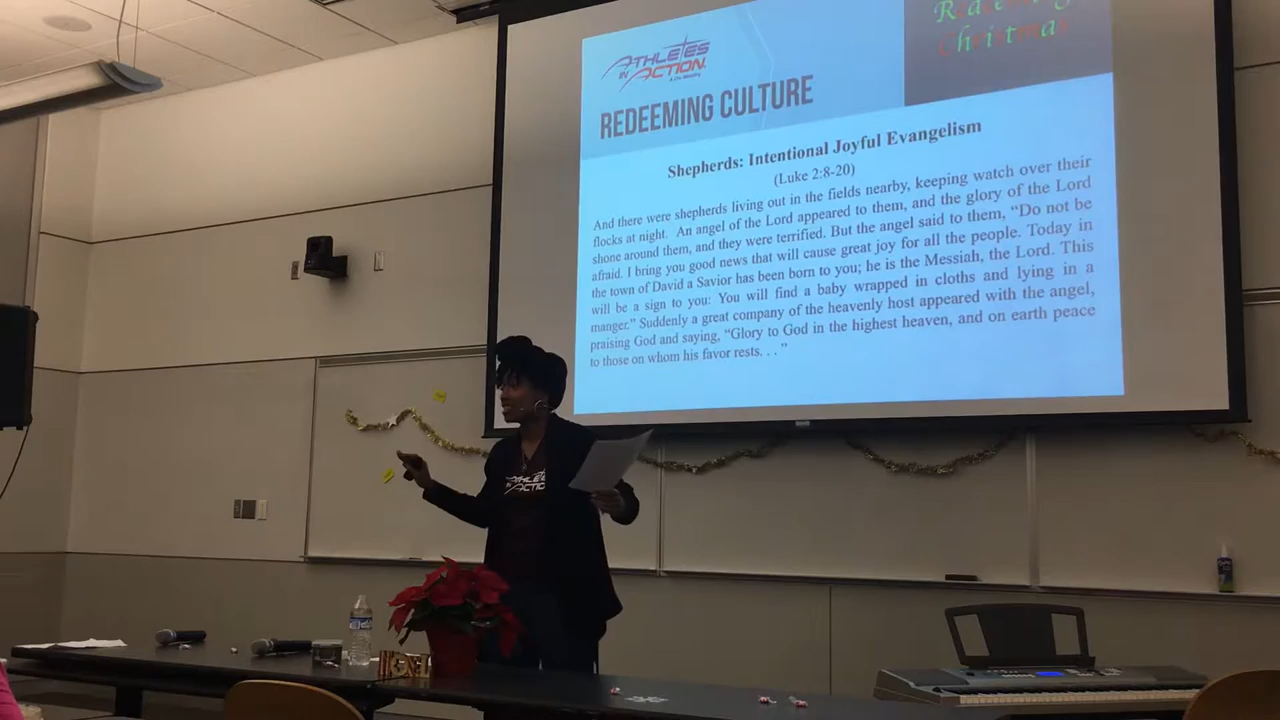 Redeeming
Christmas
ATHLETES
IN ACTION
REDEEMING CULTURE
Shepherds: Intentional Joyful Evangelism
(Luke 2:8-20)
And there were shepherds living out in the fields nearby, keeping watch over their
flocks at night. An angel of the Lord appeared to them, and the glory of the Lord
shone around them, and they were terrified. But the angel said to them, “Do not be
afraid. I bring you good news that will cause great joy for all the people. Today in
the town of David a Savior has been born to you; he is the Messiah, the Lord. This
will be a sign to you: You will find a baby wrapped in cloths and lying in a
manger.” Suddenly a great company of the heavenly host appeared with the angel,
praising God and saying, “Glory to God in the highest heaven, and on earth peace
to those on whom his favor rests. . .”
ATHLETES
IN ACTION